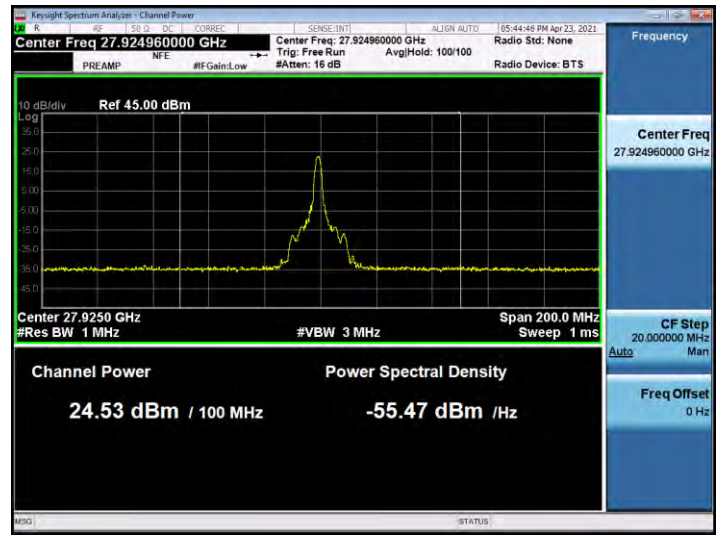 Keysight Spectrum Analyzer - Channel Power
R RF 50 Ω DC CORREC SENSE:INT ALIGN AUTO 05:44:46 PM Apr 23, 2021
Center Freq 27.924960000 GHz Center Freq: 27.924960000 GHz Radio Std: None Frequency
NFE Trig: Free Run Avg|Hold: 100/100
PREAMP #IFGain:Low #Atten: 16 dB Radio Device: BTS
10 dB/div Ref 45.00 dBm
Log
35.0
25.0
15.0
5.00
-5.00
-15.0
-25.0
-35.0
-45.0
Center 27.9250 GHz Span 200.0 MHz
#Res BW 1 MHz #VBW 3 MHz Sweep 1 ms
Channel Power Power Spectral Density
24.53 dBm / 100 MHz -55.47 dBm /Hz
Center Freq
27.924960000 GHz
CF Step
20.000000 MHz
Auto Man
Freq Offset
0 Hz
MSG STATUS